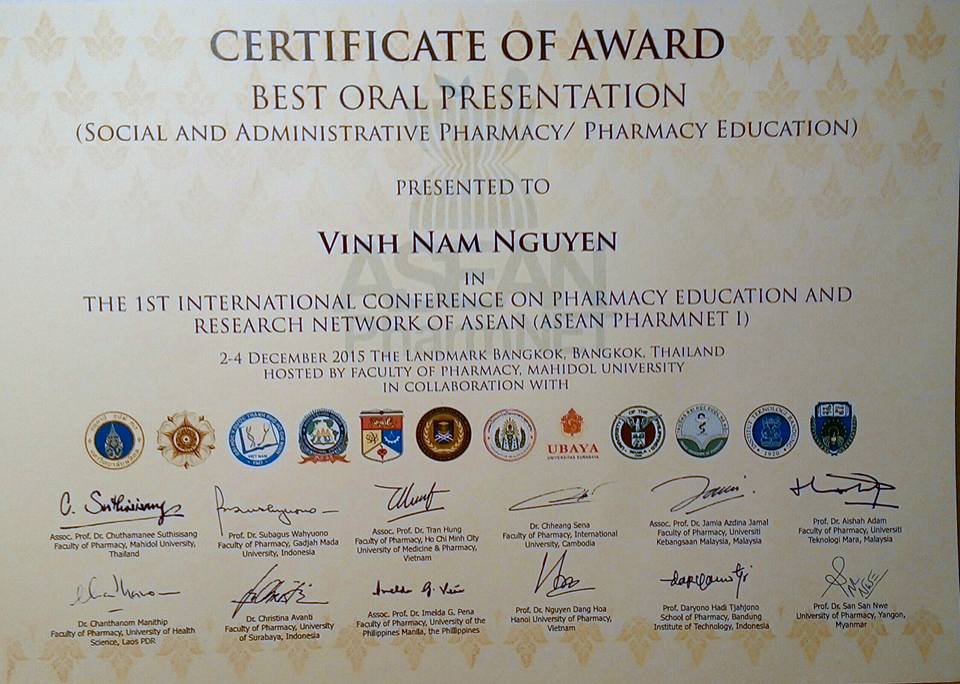 CERTIFICATE OF AWARD
BEST ORAL PRESENTATION
(SOCIAL AND ADMINISTRATIVE PHARMACY/ PHARMACY EDUCATION)
PRESENTED TO
VINH NAM NGUYEN
IN
THE 1ST INTERNATIONAL CONFERENCE ON PHARMACY EDUCATION AND
RESEARCH NETWORK OF ASEAN (ASEAN PHARMNET I)
ASEAN
PharmNET
2-4 DECEMBER 2015 THE LANDMARK BANGKOK, BANGKOK, THAILAND
HOSTED BY FACULTY OF PHARMACY, MAHIDOL UNIVERSITY
IN COLLABORATION WITH
VIET NAM
1920
UBAYA
UNIVERSITAS SURABAYA
C. Suthisisang
Assoc. Prof. Dr. Chuthamanee Suthisisang
Faculty of Pharmacy, Mahidol University,
Thailand
Prof. Dr. Subagus Wahyuono
Faculty of Pharmacy, Gadjah Mada
University, Indonesia
Assoc. Prof. Dr. Tran Hung
Faculty of Pharmacy, Ho Chi Minh City
University of Medicine & Pharmacy,
Vietnam
Dr. Chheang Sena
Faculty of Pharmacy, International
University, Cambodia
Assoc. Prof. Dr. Jamia Azdina Jamal
Faculty of Pharmacy, Universiti
Kebangsaan Malaysia, Malaysia
Prof. Dr. Aishah Adam
Faculty of Pharmacy, Universiti
Teknologi Mara, Malaysia
Dr. Chanthanom Manithip
Faculty of Pharmacy, University of Health
Science, Laos PDR
Dr. Christina Avanti
Faculty of Pharmacy, University
of Surabaya, Indonesia
Imelda G. Peña
Assoc. Prof. Dr. Imelda G. Pena
Faculty of Pharmacy, University of the
Philippines Manila, the Philippines
Prof. Dr. Nguyen Dang Hoa
Hanoi University of Pharmacy,
Vietnam
Prof. Daryono Hadi Tjahjono
School of Pharmacy, Bandung
Institute of Technology, Indonesia
Prof. Dr. San San Nwe
University of Pharmacy, Yangon,
Myanmar